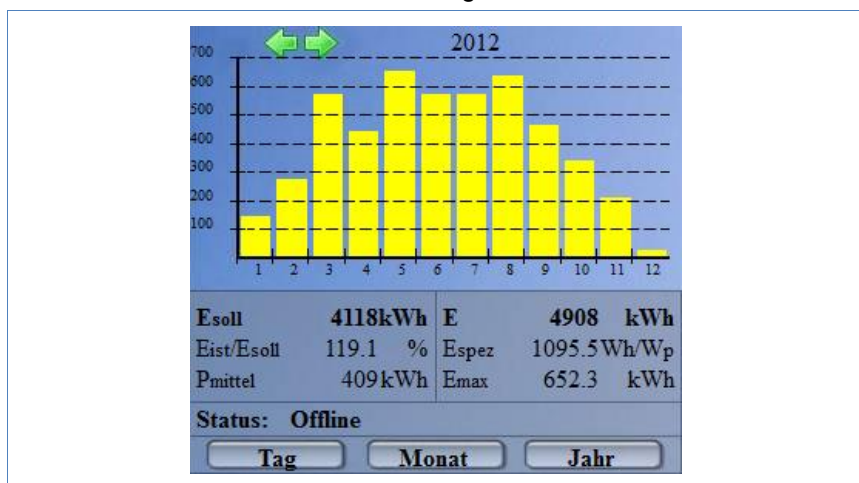 2012
700
600
500
400
300
200
100
1 2 3 4 5 6 7 8 9 10 11 12
Esoll 4118kWh E 4908 kWh
Eist/Esoll 119.1 % Espez 1095.5Wh/Wp
Pmittel 409kWh Emax 652.3 kWh
Status: Offline
Tag Monat Jahr